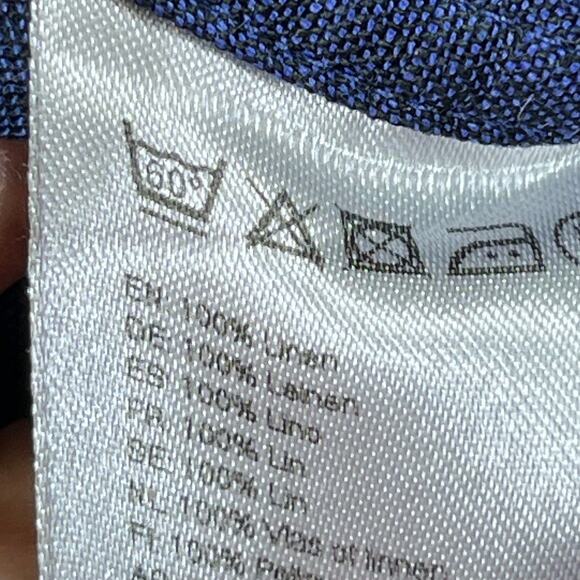 60°
EN: 100% Linen
DE: 100% Leinen
ES: 100% Lino
FR: 100% Lin
SE: 100% Lin
NL: 100% Vlas of linnen
FI: 100%